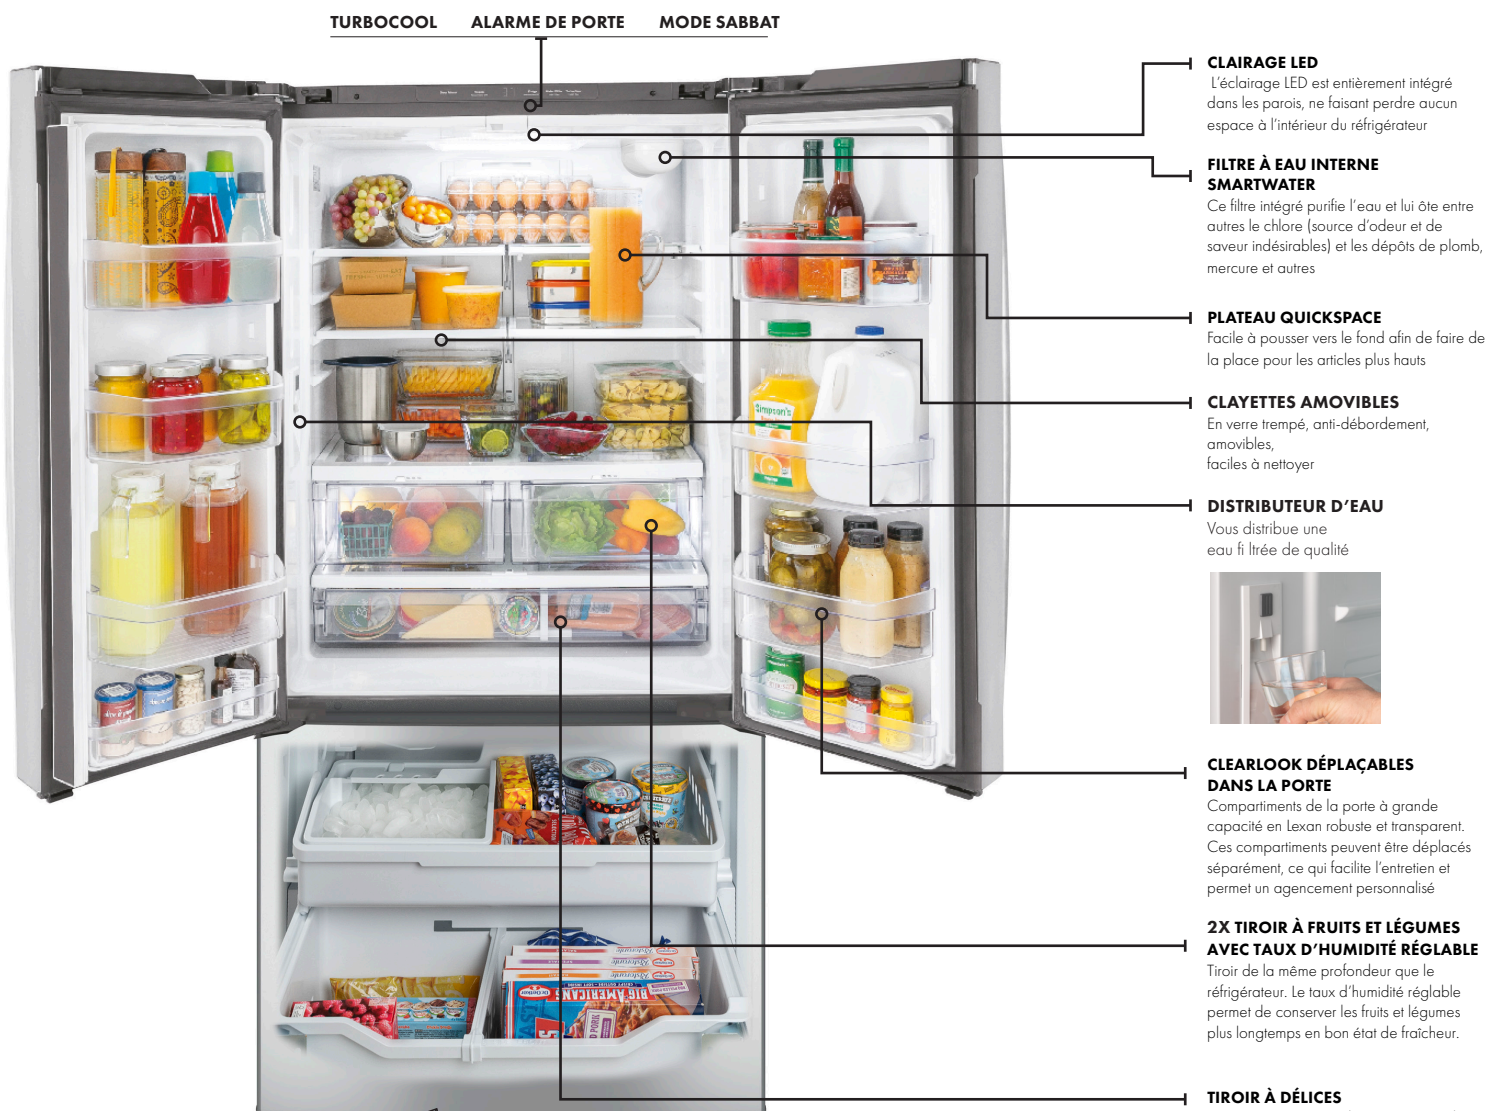 TURBOCOOL ALARME DE PORTE MODE SABBAT
CLAIRAGE LED
L'éclairage LED est entièrement intégré
dans les parois, ne faisant perdre aucun
espace à l'intérieur du réfrigérateur
FILTRE À EAU INTERNE
SMARTWATER
Ce filtre intégré purifie l'eau et lui ôte entre
autres le chlore (source d'odeur et de
saveur indésirables) et les dépôts de plomb,
mercure et autres
PLATEAU QUICKSPACE
Facile à pousser vers le fond afin de faire de
la place pour les articles plus hauts
CLAYETTES AMOVIBLES
En verre trempé, anti-débordement,
amovibles,
faciles à nettoyer
DISTRIBUTEUR D'EAU
Vous distribue une
eau fi ltrée de qualité
CLEARLOOK DÉPLAÇABLES
DANS LA PORTE
Compartiments de la porte à grande
capacité en Lexan robuste et transparent.
Ces compartiments peuvent être déplacés
séparément, ce qui facilite l'entretien et
permet un agencement personnalisé
2X TIROIR À FRUITS ET LÉGUMES
AVEC TAUX D'HUMIDITÉ RÉGLABLE
Tiroir de la même profondeur que le
réfrigérateur. Le taux d'humidité réglable
permet de conserver les fruits et légumes
plus longtemps en bon état de fraîcheur.
TIROIR À DÉLICES
Simpson's
Ristorante
Ristorante
Ristorante
Dr.Oetker
BIG AMERICANS